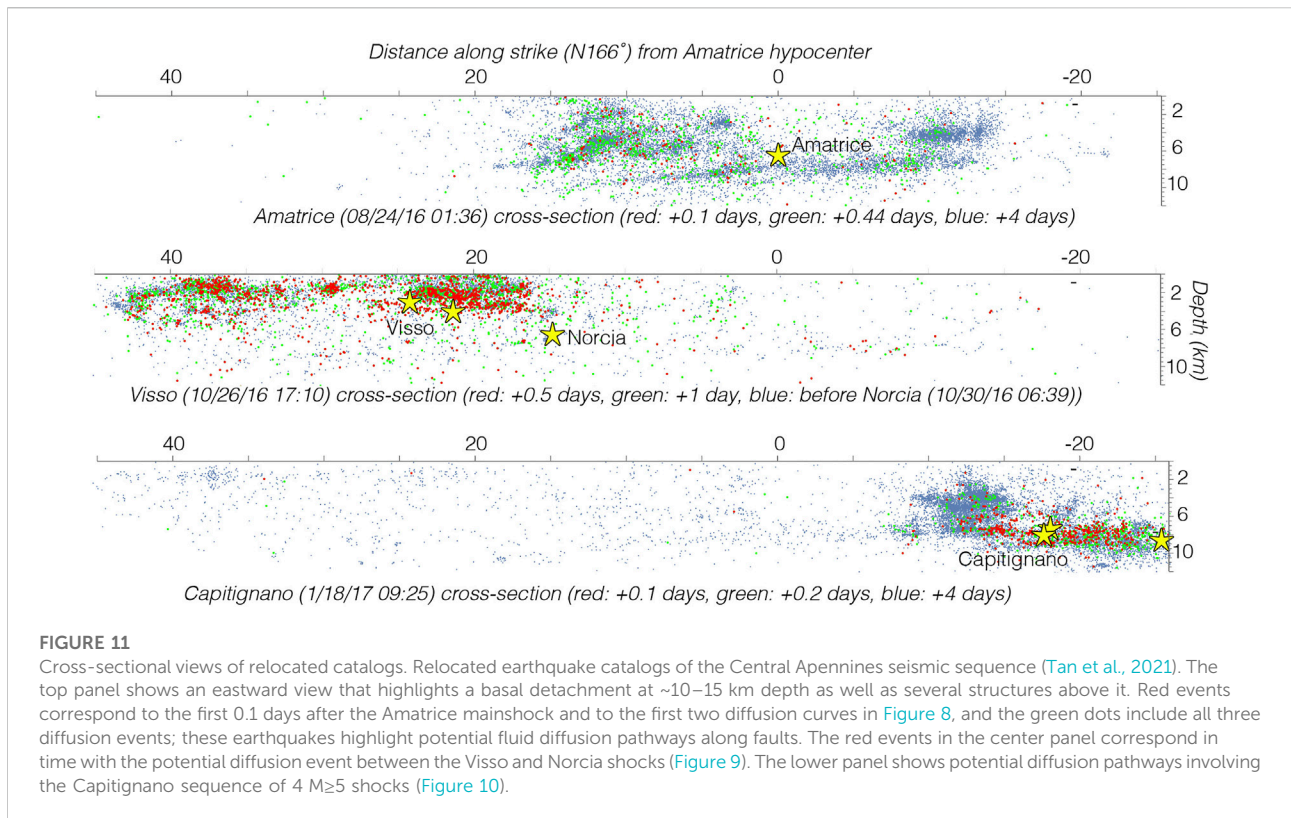 Distance along strike (N166˚) from Amatrice hypocenter
40 20 0 -20
2
Amatrice
6
10
Amatrice (08/24/16 01:36) cross-section (red: +0.1 days, green: +0.44 days, blue: +4 days)
40 20 0 -20
2
Visso
6
Norcia
10
Depth (km)
Visso (10/26/16 17:10) cross-section (red: +0.5 days, green: +1 day, blue: before Norcia (10/30/16 06:39))
40 20 0 -20
2
6
10
Capitignano
Capitignano (1/18/17 09:25) cross-section (red: +0.1 days, green: +0.2 days, blue: +4 days)
FIGURE 11
Cross-sectional views of relocated catalogs. Relocated earthquake catalogs of the Central Apennines seismic sequence (Tan et al., 2021). The
top panel shows an eastward view that highlights a basal detachment at ~10–15 km depth as well as several structures above it. Red events
correspond to the first 0.1 days after the Amatrice mainshock and to the first two diffusion curves in Figure 8, and the green dots include all three
diffusion events; these earthquakes highlight potential fluid diffusion pathways along faults. The red events in the center panel correspond in
time with the potential diffusion event between the Visso and Norcia shocks (Figure 9). The lower panel shows potential diffusion pathways involving
the Capitignano sequence of 4 M≥5 shocks (Figure 10).